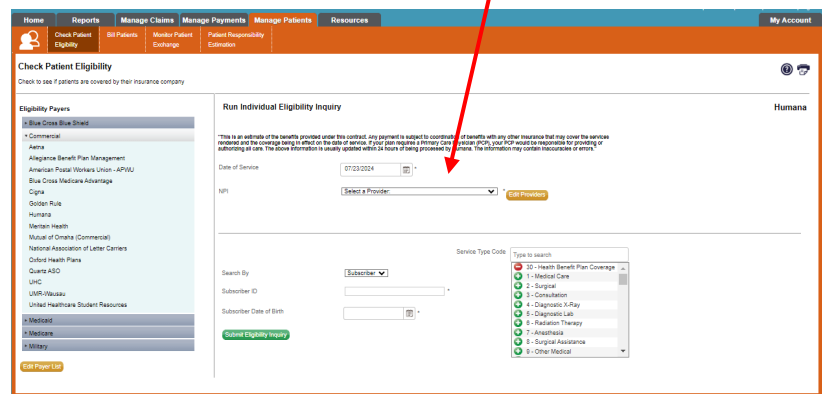 Home Reports Manage Claims Manage Payments Manage Patients Resources My Account
Check Patient Eligibility Bill Patients Monitor Patient Exchange Patient Responsibility Estimation
Check Patient Eligibility
Check to see if patients are covered by their insurance company
Eligibility Payers
+ Blue Cross Blue Shield
+ Commercial
Aetna
Allegiance Benefit Plan Management
American Postal Workers Union - APWU
Blue Cross Medicare Advantage
Cigna
Golden Rule
Humana
Meritain Health
Mutual of Omaha (Commercial)
National Association of Letter Carriers
Oxford Health Plans
Quartz ASO
UHC
UMR-Wausau
United Healthcare Student Resources
+ Medicaid
+ Medicare
+ Military
Edit Payer List
Run Individual Eligibility Inquiry
Humana
"This is an estimate of the benefits provided under this contract. Any payment is subject to coordination of benefits with any other insurance that may cover the services
rendered and the coverage being in effect on the date of service. If your plan requires a Primary Care Physician (PCP), your PCP would be responsible for providing or
authorizing all care. The above information is usually updated within 24 hours of being processed by Humana. The information may contain inaccuracies or errors."
Date of Service 07/23/2024 *
NPI Select a Provider: * Edit Providers
Service Type Code Type to search
30 - Health Benefit Plan Coverage
1 - Medical Care
2 - Surgical
3 - Consultation
4 - Diagnostic X-Ray
5 - Diagnostic Lab
6 - Radiation Therapy
7 - Anesthesia
8 - Surgical Assistance
9 - Other Medical
Search By Subscriber
Subscriber ID *
Subscriber Date of Birth *
Submit Eligibility Inquiry